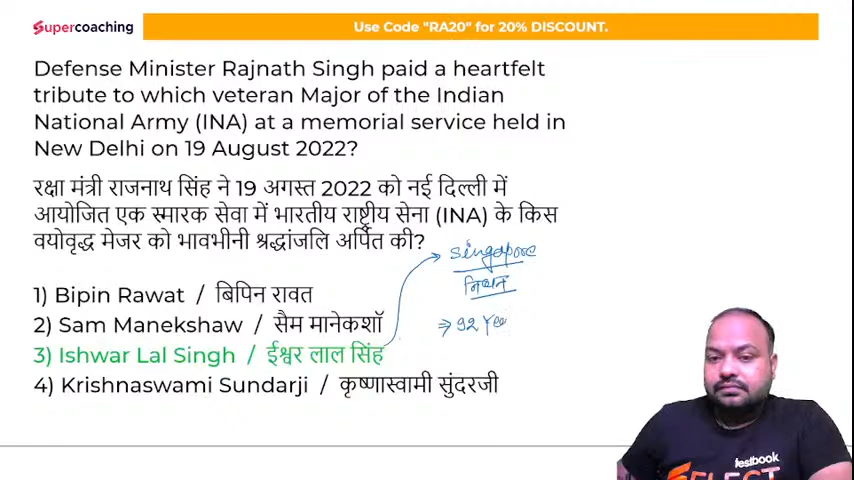 Supercoaching
Use Code "RA20" for 20% DISCOUNT.
Defense Minister Rajnath Singh paid a heartfelt
tribute to which veteran Major of the Indian
National Army (INA) at a memorial service held in
New Delhi on 19 August 2022?
रक्षा मंत्री राजनाथ सिंह ने 19 अगस्त 2022 को नई दिल्ली में
आयोजित एक स्मारक सेवा में भारतीय राष्ट्रीय सेना (INA) के किस
वयोवृद्ध मेजर को भावभीनी श्रद्धांजलि अर्पित की?
singapore
निधन
1) Bipin Rawat / बिपिन रावत
2) Sam Manekshaw / सैम मानेकशॉ
⇒ 92 Yea
3) Ishwar Lal Singh / ईश्वर लाल सिंह
4) Krishnaswami Sundarji / कृष्णास्वामी सुंदरजी
testbook
SELECT